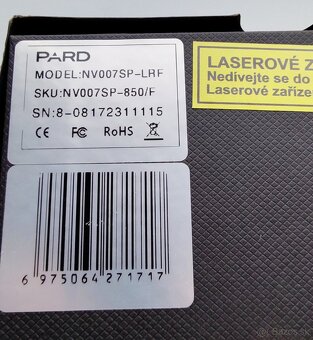 PARD
MODEL:NV007SP-LRF
SKU:NV007SP-850/F
SN:8-08172311115
CE FC RoHS
6 975064 271717
LASEROVÉ Z
Nedívejte se do
Laserové zaříze